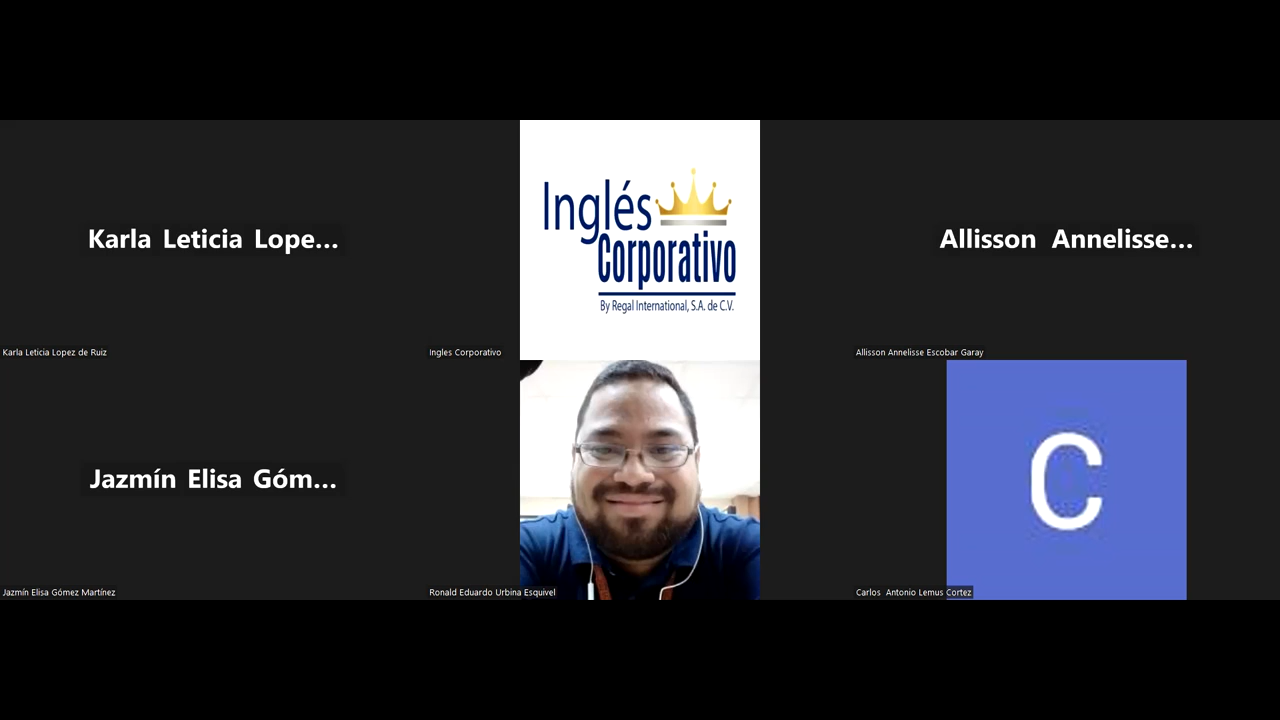 Karla Leticia Lope...
Inglés
Corporativo
By Regal International, S.A. de C.V.
Allisson Annelisse...
Karla Leticia Lopez de Ruiz
Ingles Corporativo
Allisson Annelisse Escobar Garay
Jazmín Elisa Góm...
C
Jazmín Elisa Gómez Martínez
Ronald Eduardo Urbina Esquivel
Carlos Antonio Lemus Cortez